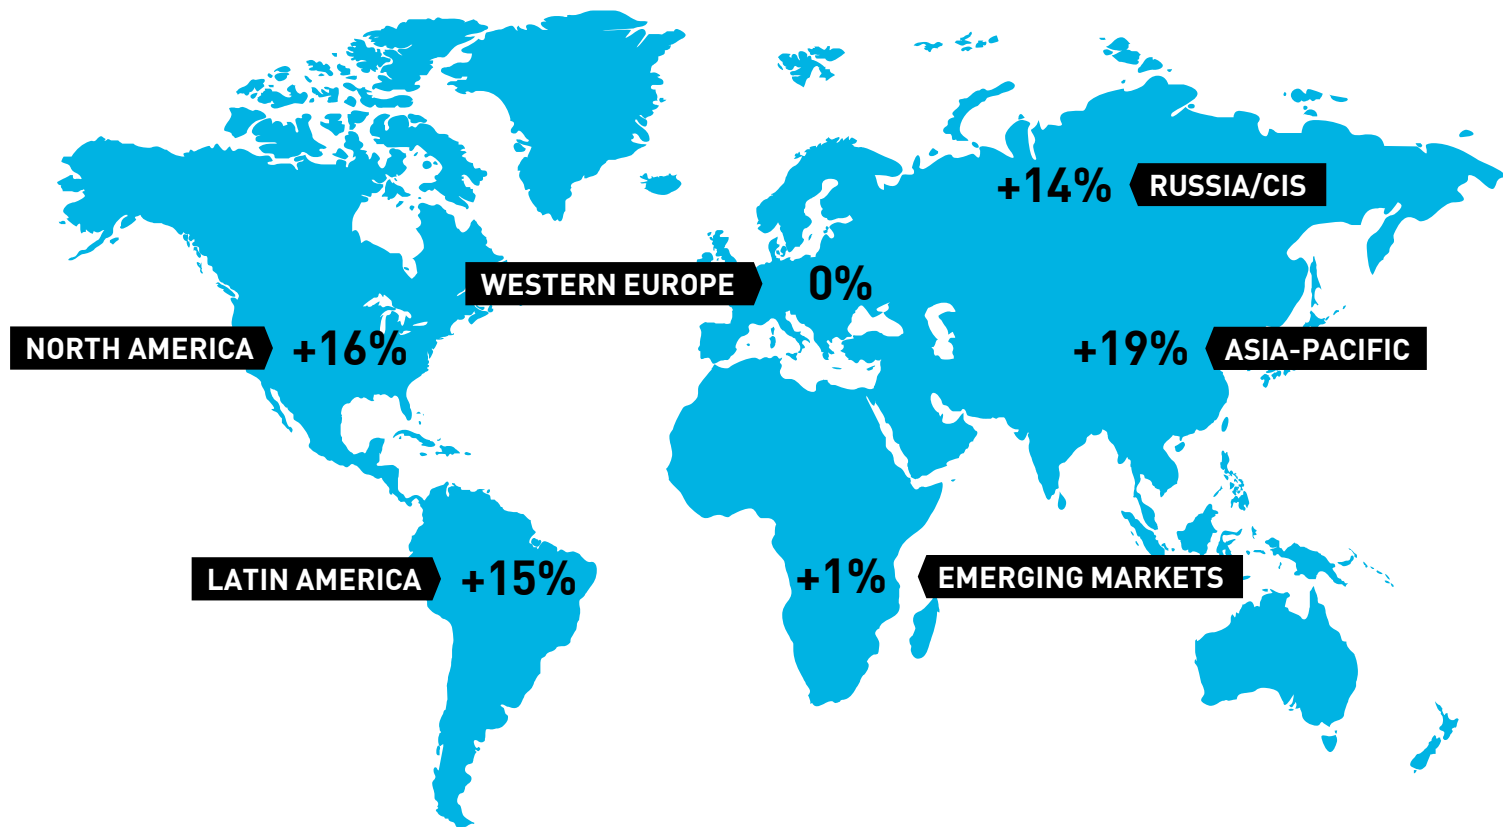 +14% RUSSIA/CIS
WESTERN EUROPE 0%
NORTH AMERICA +16%
+19% ASIA-PACIFIC
LATIN AMERICA +15%
+1% EMERGING MARKETS